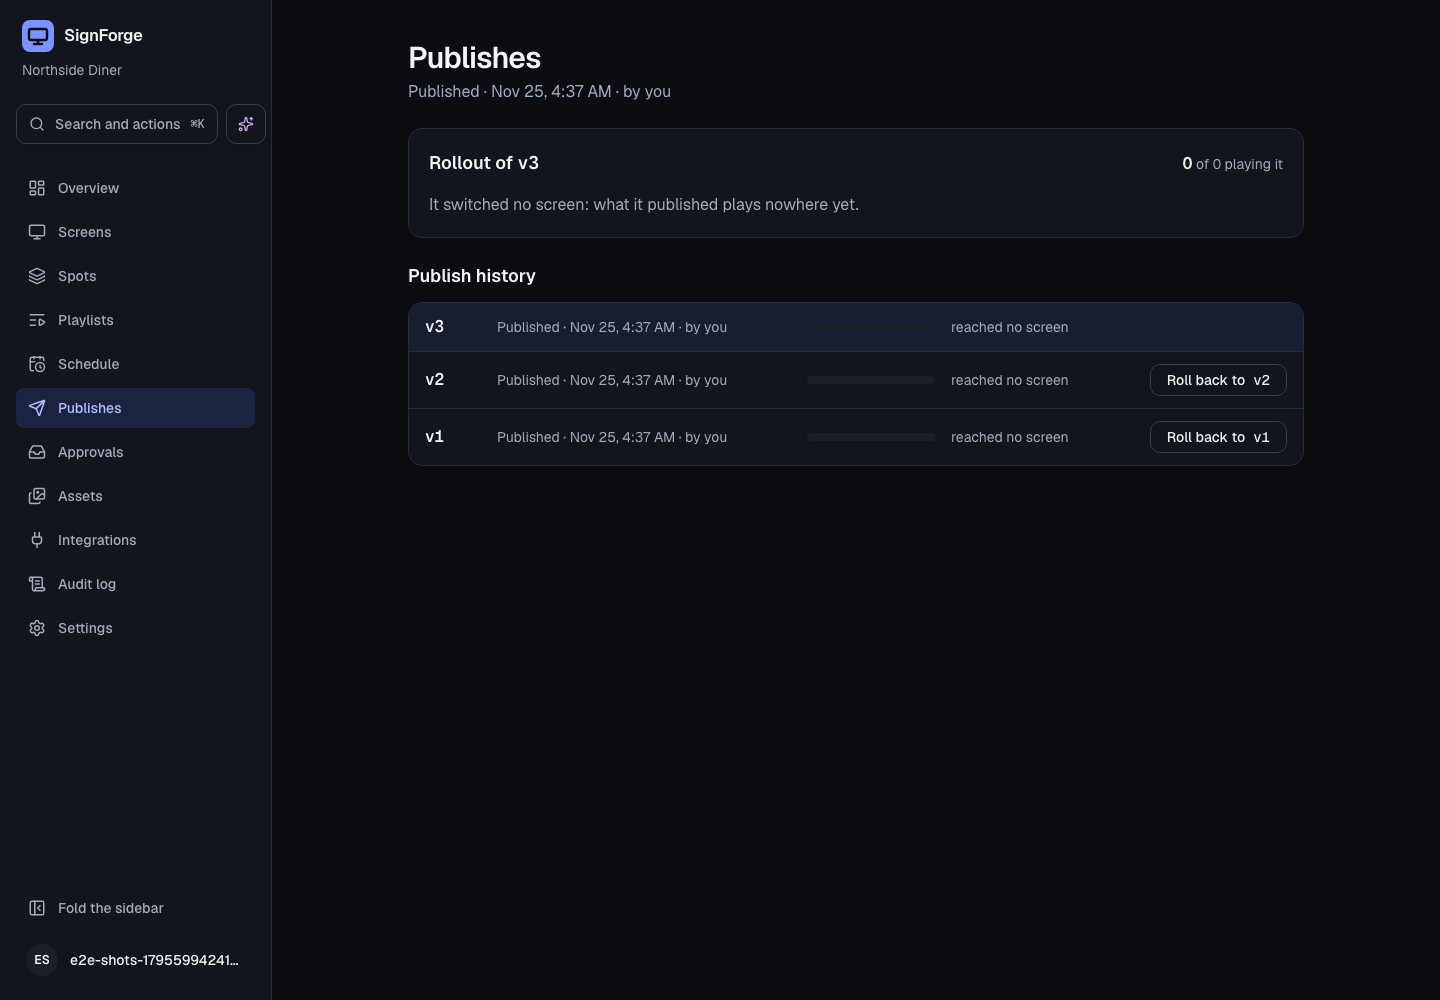 SignForge
Northside Diner
Search and actions ⌘K
Overview
Screens
Spots
Playlists
Schedule
Publishes
Approvals
Assets
Integrations
Audit log
Settings
Fold the sidebar
ES e2e-shots-17955994241…
Publishes
Published · Nov 25, 4:37 AM · by you
Rollout of v3 0 of 0 playing it
It switched no screen: what it published plays nowhere yet.
Publish history
v3 Published · Nov 25, 4:37 AM · by you reached no screen
v2 Published · Nov 25, 4:37 AM · by you reached no screen Roll back to v2
v1 Published · Nov 25, 4:37 AM · by you reached no screen Roll back to v1